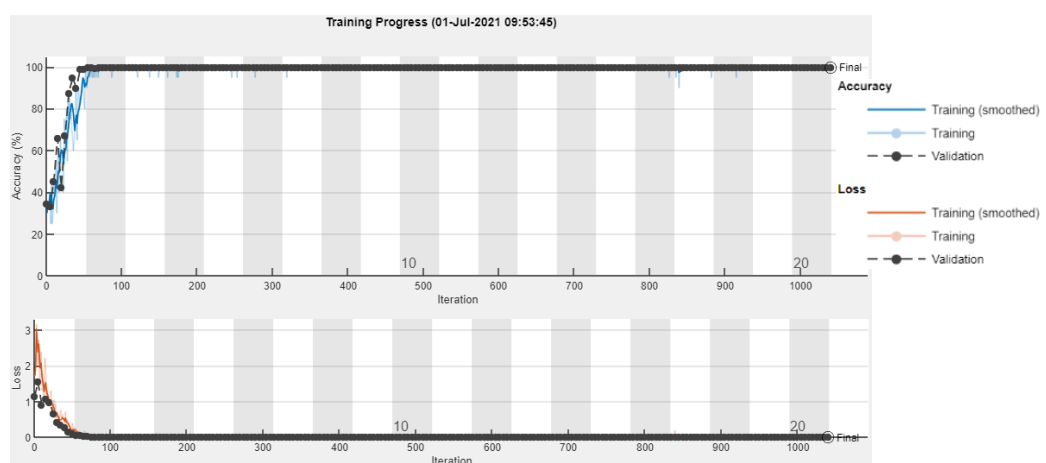 Training Progress (01-Jul-2021 09:53:45)
100
80
60
40
20
0
Accuracy (%)
Final
10
20
0 100 200 300 400 500 600 700 800 900 1000
Iteration
Accuracy
Training (smoothed)
Training
Validation
Loss
Training (smoothed)
Training
Validation
3
2
1
0
Loss
10
20
Final
0 100 200 300 400 500 600 700 800 900 1000
Iteration